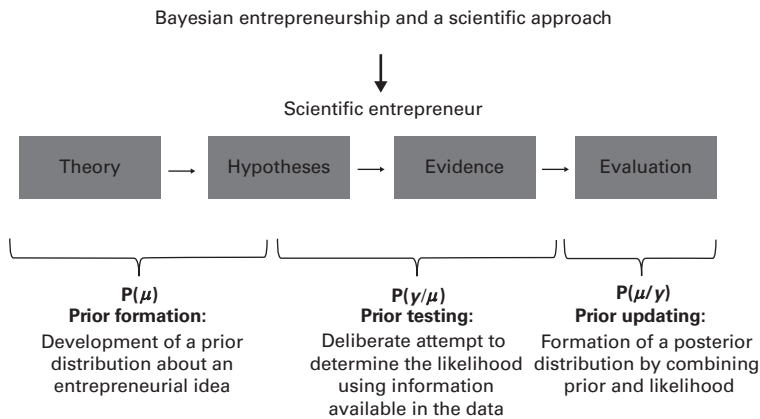 Bayesian entrepreneurship and a scientific approach
Scientific entrepreneur
Theory
Hypotheses
Evidence
Evaluation
P(μ)
Prior formation:
Development of a prior
distribution about an
entrepreneurial idea
P(y/μ)
Prior testing:
Deliberate attempt to
determine the likelihood
using information
available in the data
P(μ/y)
Prior updating:
Formation of a posterior
distribution by combining
prior and likelihood